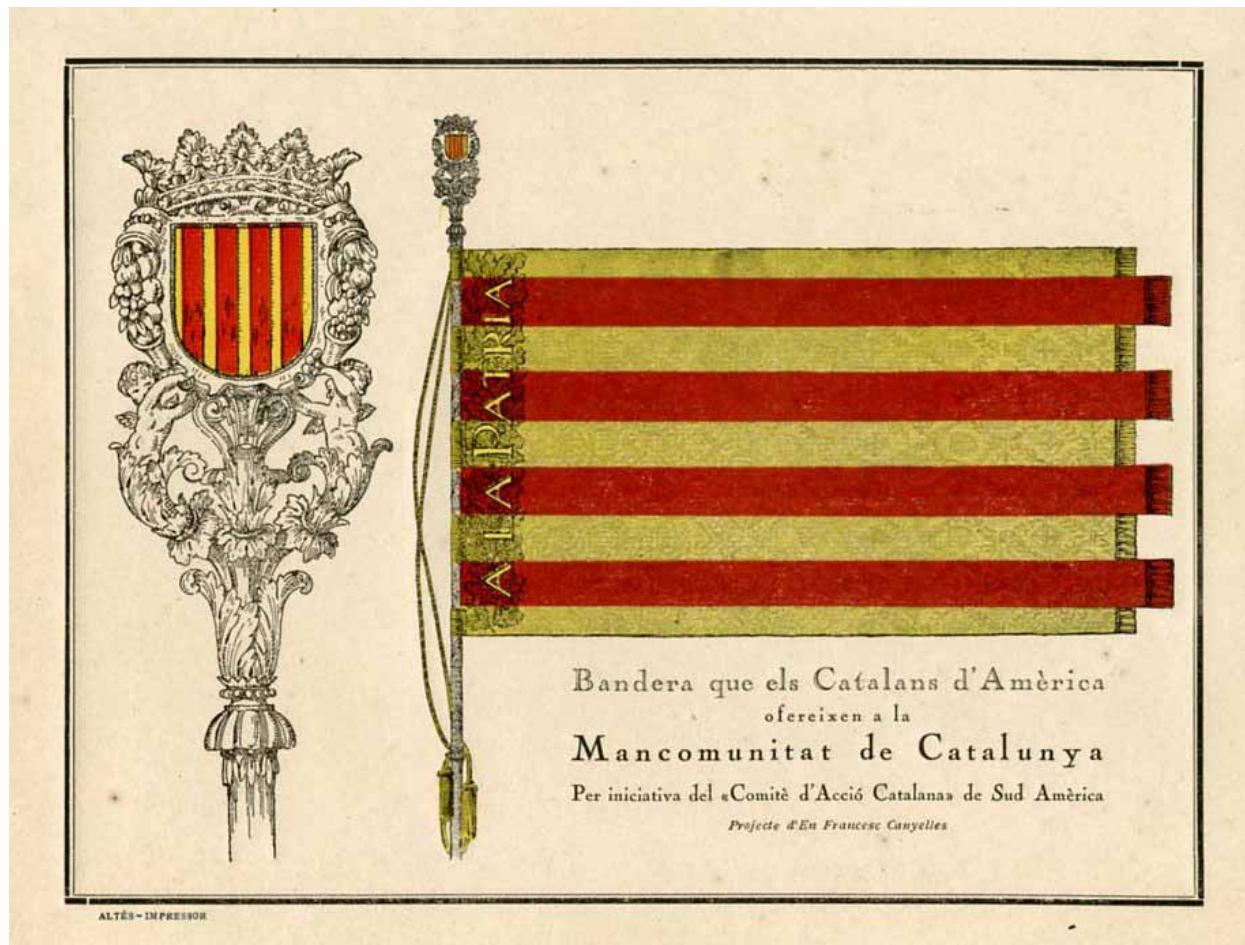 A LA PATRIA
Bandera que els Catalans d'Amèrica
ofereixen a la
Mancomunitat de Catalunya
Per iniciativa del «Comitè d'Acció Catalana» de Sud Amèrica
Projecte d'En Francesc Canyelles
ALTÉS-IMPRESSOR